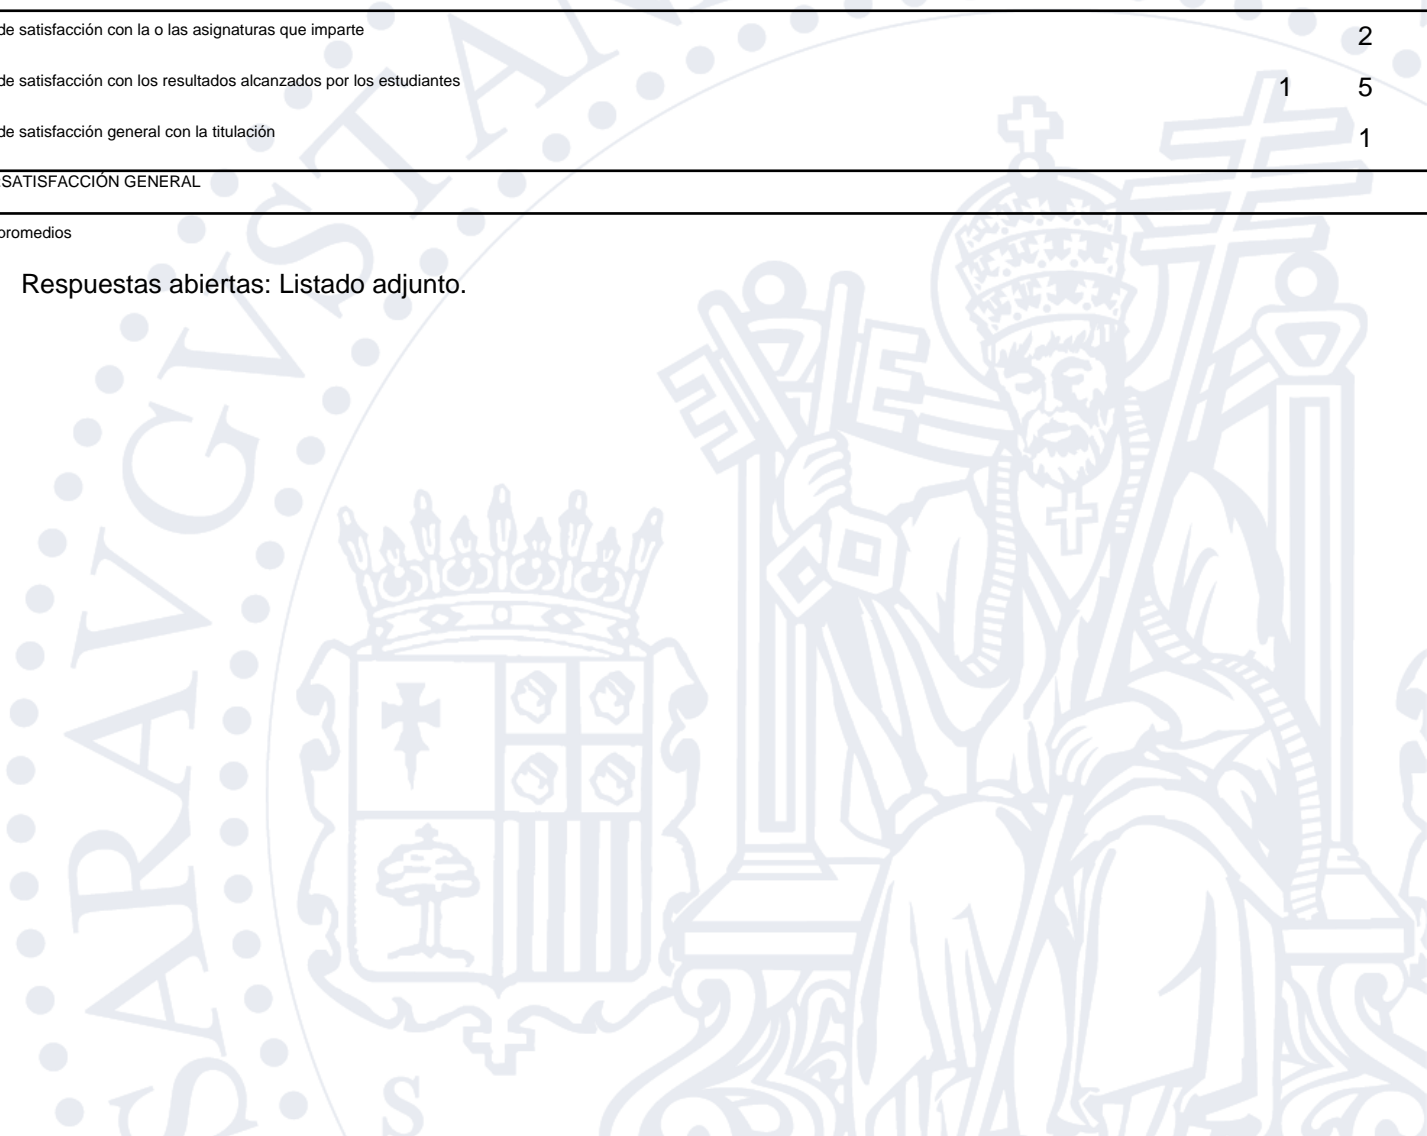 de satisfacción con la o las asignaturas que imparte 2
de satisfacción con los resultados alcanzados por los estudiantes 1 5
de satisfacción general con la titulación 1
SATISFACCIÓN GENERAL
promedios
Respuestas abiertas: Listado adjunto.
SARAVGVSTAN
S